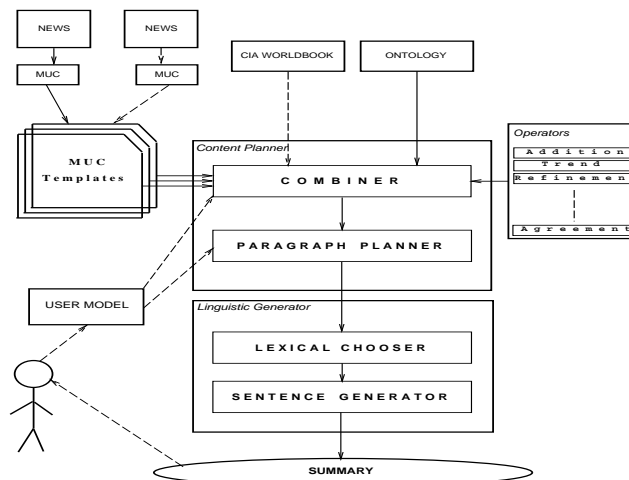 NEWS
NEWS
MUC
MUC
CIA WORLDBOOK
ONTOLOGY
MUC
Templates
Content Planner
COMBINER
PARAGRAPH PLANNER
Operators
Addition
Trend
Refinemen
Agreement
USER MODEL
Linguistic Generator
LEXICAL CHOOSER
SENTENCE GENERATOR
SUMMARY